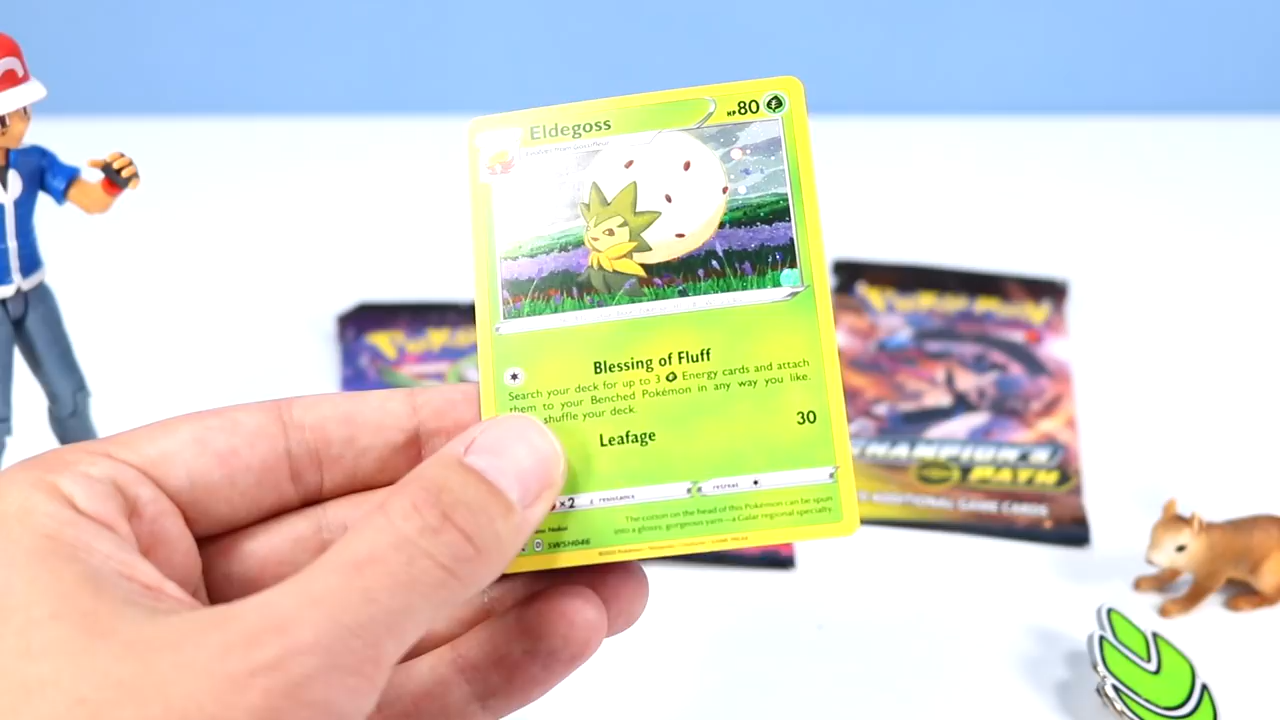 Eldegoss
HP 80
Evolves from Gossifleur
Blessing of Fluff
Search your deck for up to 3 Energy cards and attach
them to your Benched Pokémon in any way you like.
shuffle your deck.
Leafage 30
×2 resistance retreat
The cotton on the head of this Pokémon can be spun
into a glossy, gorgeous yarn—a Galar regional specialty.
D SWSH046
POKÉMON
CHAMPION'S
PATH
ADDITIONAL GAME CARDS